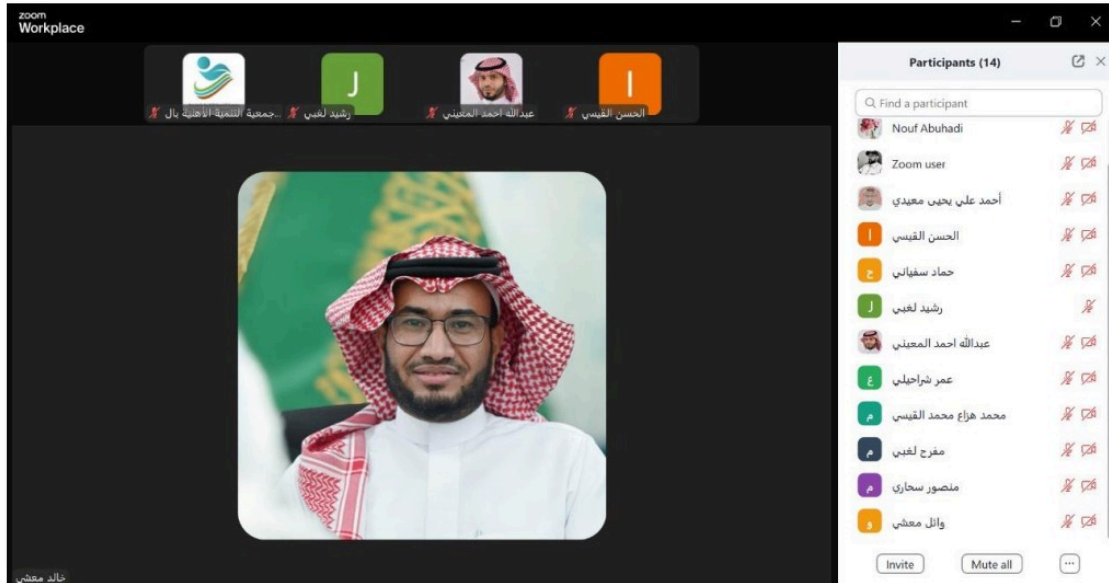 zoom
Workplace
جمعية التنمية الأهلية بال...
رشيد لغبي
عبدالله احمد المعيني
الحسن القيسي
ل
ا
خالد معشي
Participants (14)
Find a participant
Nouf Abuhadi
Zoom user
أحمد علي يحيى معيدي
ا الحسن القيسي
ح حماد سفياني
ل رشيد لغبي
عبدالله احمد المعيني
ع عمر شراحيلي
م محمد هزاع محمد القيسي
م مفرح لغبي
م منصور سحاري
و وائل معشي
Invite
Mute all